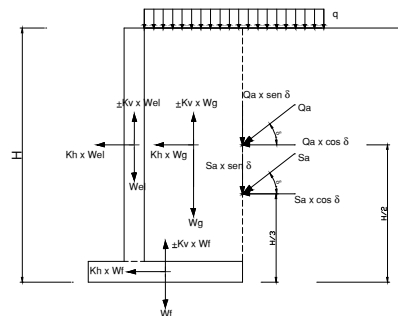 q
±Kv x Wel
±Kv x Wg
Qa x sen δ
Qa
δ
Kh x Wel
Kh x Wg
Qa x cos δ
Sa x sen δ
Sa
δ
Wel
Sa x cos δ
Wg
H
H/3
H/2
±Kv x Wf
Kh x Wf
Wf